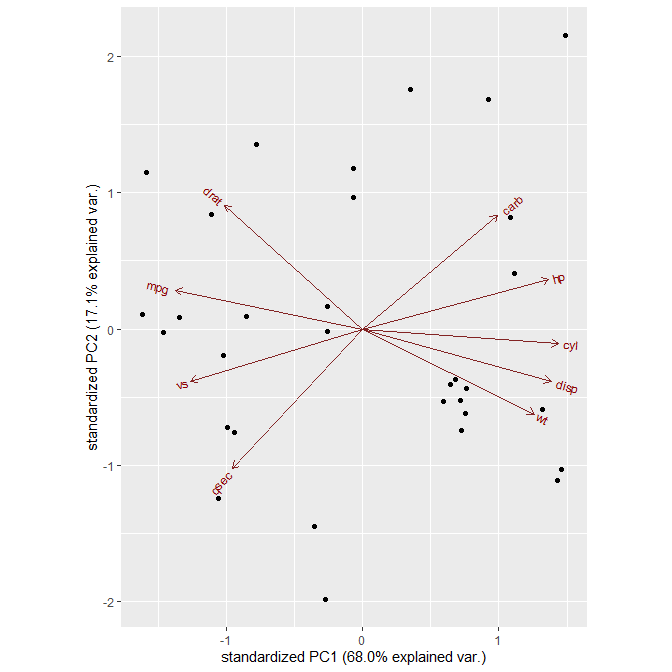 2
drat
carb
1
mpg
hp
standardized PC2 (17.1% explained var.)
0
cyl
vs
disp
wt
-1
qsec
-2
-1
0
1
standardized PC1 (68.0% explained var.)